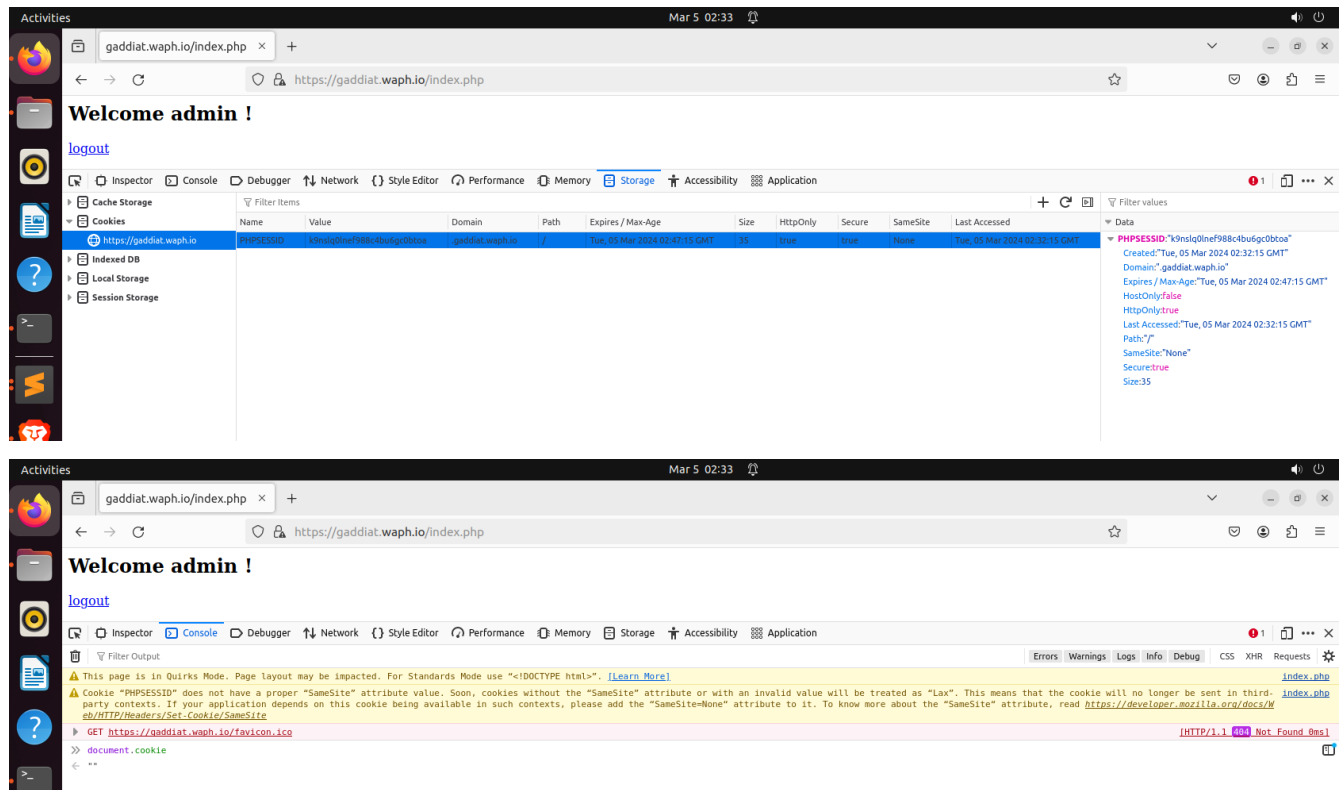 Activities
Mar 5 02:33
gaddiat.waph.io/index.php
https://gaddiat.waph.io/index.php
Welcome admin !
logout
Inspector Console Debugger Network Style Editor Performance Memory Storage Accessibility Application 1
Cache Storage
Cookies
https://gaddiat.waph.io
Indexed DB
Local Storage
Session Storage
Filter Items
Name Value Domain Path Expires / Max-Age Size HttpOnly Secure SameSite Last Accessed
PHPSESSID k9nslq0lnef988c4bu6gc0btoa .gaddiat.waph.io / Tue, 05 Mar 2024 02:47:15 GMT 35 true true None Tue, 05 Mar 2024 02:32:15 GMT
Filter values
Data
PHPSESSID:"k9nslq0lnef988c4bu6gc0btoa"
Created:"Tue, 05 Mar 2024 02:32:15 GMT"
Domain:".gaddiat.waph.io"
Expires / Max-Age:"Tue, 05 Mar 2024 02:47:15 GMT"
HostOnly:false
HttpOnly:true
Last Accessed:"Tue, 05 Mar 2024 02:32:15 GMT"
Path:"/"
SameSite:"None"
Secure:true
Size:35
Activities
Mar 5 02:33
gaddiat.waph.io/index.php
https://gaddiat.waph.io/index.php
Welcome admin !
logout
Inspector Console Debugger Network {} Style Editor Performance Memory Storage Accessibility Application 1
Filter Output
Errors Warnings Logs Info Debug CSS XHR Requests
This page is in Quirks Mode. Page layout may be impacted. For Standards Mode use "<!DOCTYPE html>". [Learn More] index.php
Cookie “PHPSESSID” does not have a proper “SameSite” attribute value. Soon, cookies without the “SameSite” attribute or with an invalid value will be treated as “Lax”. This means that the cookie will no longer be sent in third- index.php
party contexts. If your application depends on this cookie being available in such contexts, please add the “SameSite=None“ attribute to it. To know more about the “SameSite“ attribute, read https://developer.mozilla.org/docs/W
eb/HTTP/Headers/Set-Cookie/SameSite
GET https://gaddiat.waph.io/favicon.ico [HTTP/1.1 404 Not Found 0ms]
» document.cookie
← ""